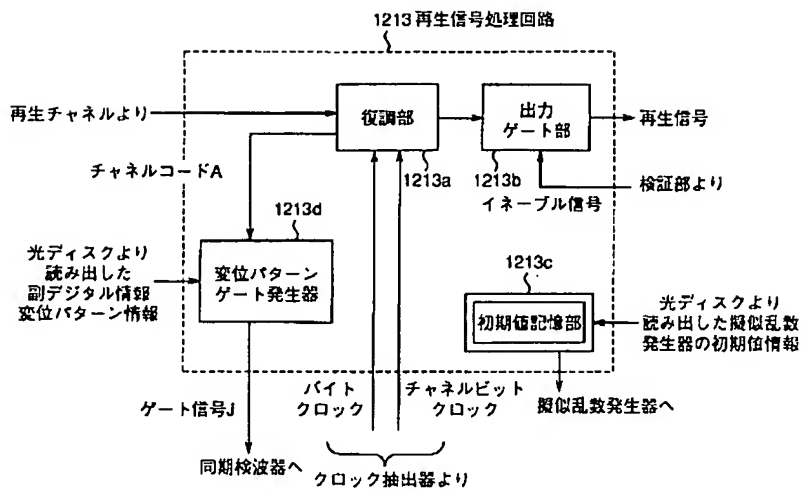 1213 再生信号処理回路
再生チャネルより
復調部
出力
ゲート部
再生信号
チャネルコードA
1213a
1213b
検証部より
イネーブル信号
1213d
光ディスクより
読み出した
副デジタル情報
変位パターン情報
変位パターン
ゲート発生器
1213c
初期値記憶部
光ディスクより
読み出した擬似乱数
発生器の初期値情報
ゲート信号J
バイト
クロック
チャネルビット
クロック
擬似乱数発生器へ
同期検波器へ
クロック抽出器より